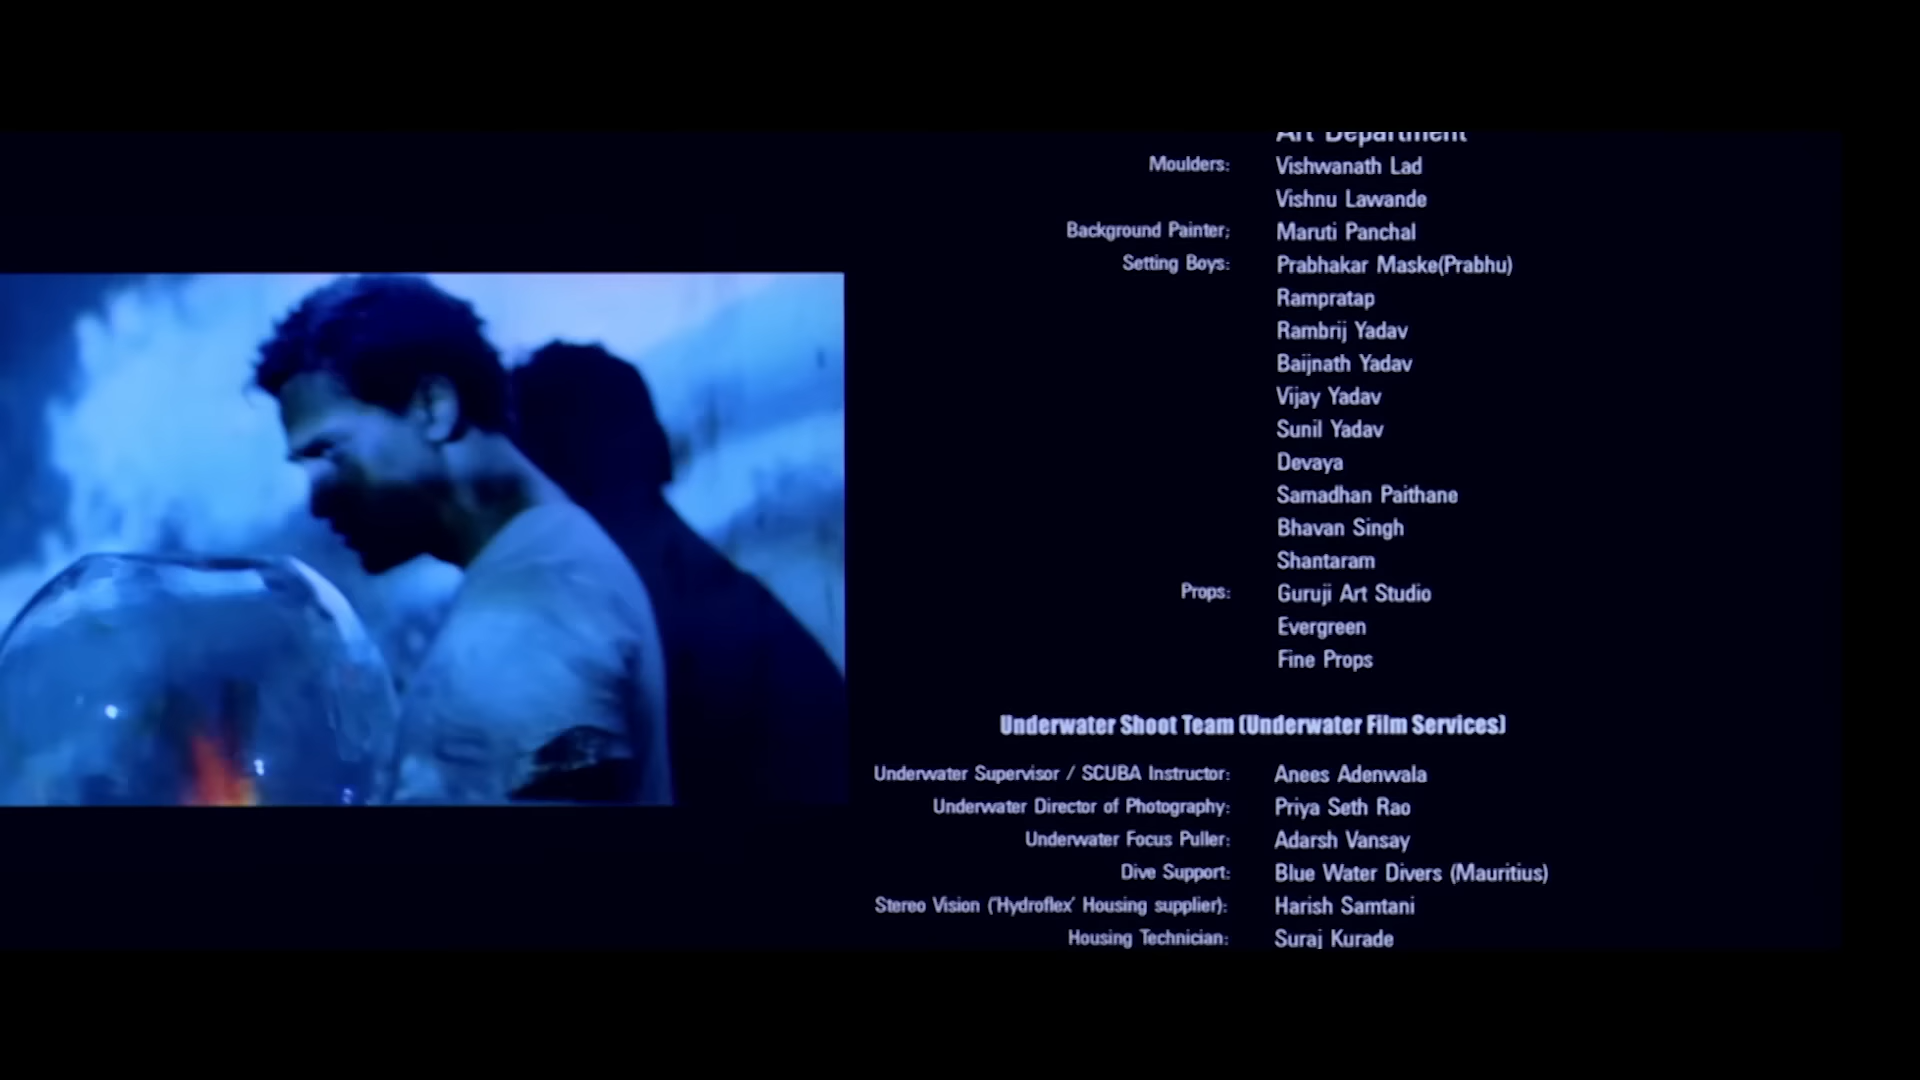 Art Department
Moulders: Vishwanath Lad
Vishnu Lawande
Background Painter; Maruti Panchal
Setting Boys: Prabhakar Maske(Prabhu)
Rampratap
Rambrij Yadav
Baijnath Yadav
Vijay Yadav
Sunil Yadav
Devaya
Samadhan Paithane
Bhavan Singh
Shantaram
Props: Guruji Art Studio
Evergreen
Fine Props
Underwater Shoot Team (Underwater Film Services)
Underwater Supervisor / SCUBA Instructor: Anees Adenwala
Underwater Director of Photography: Priya Seth Rao
Underwater Focus Puller: Adarsh Vansay
Dive Support: Blue Water Divers (Mauritius)
Stereo Vision ('Hydroflex' Housing supplier): Harish Samtani
Housing Technician: Suraj Kurade